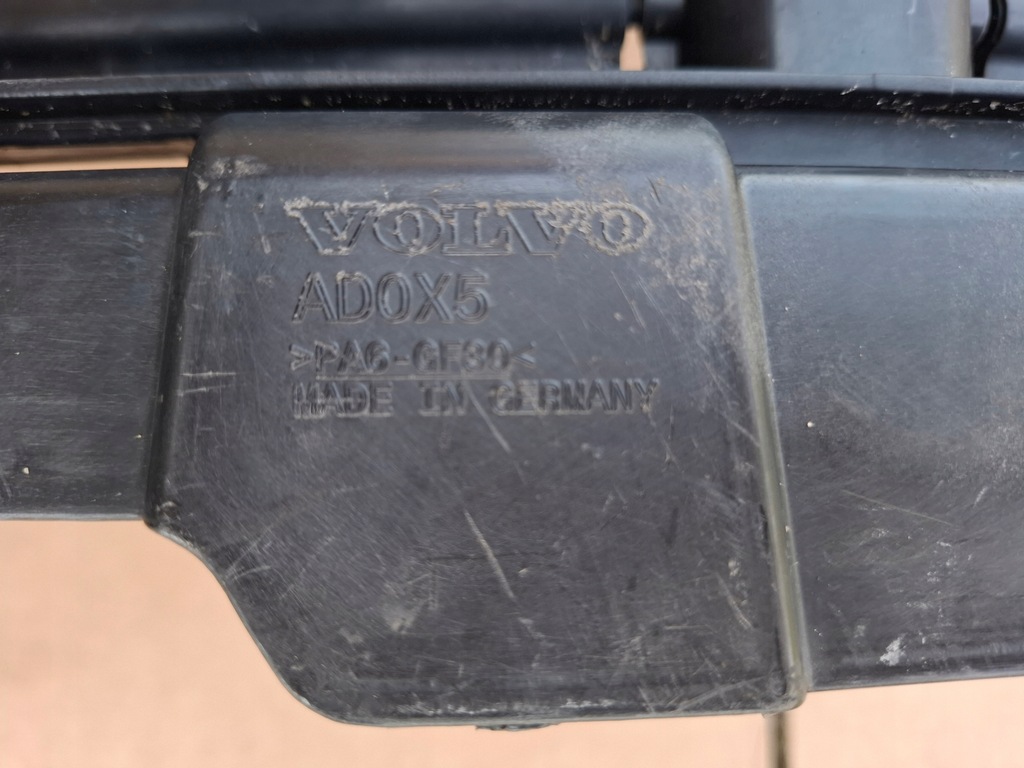 VOLVO
AD0X5
>PA6-GF30<
MADE IN GERMANY